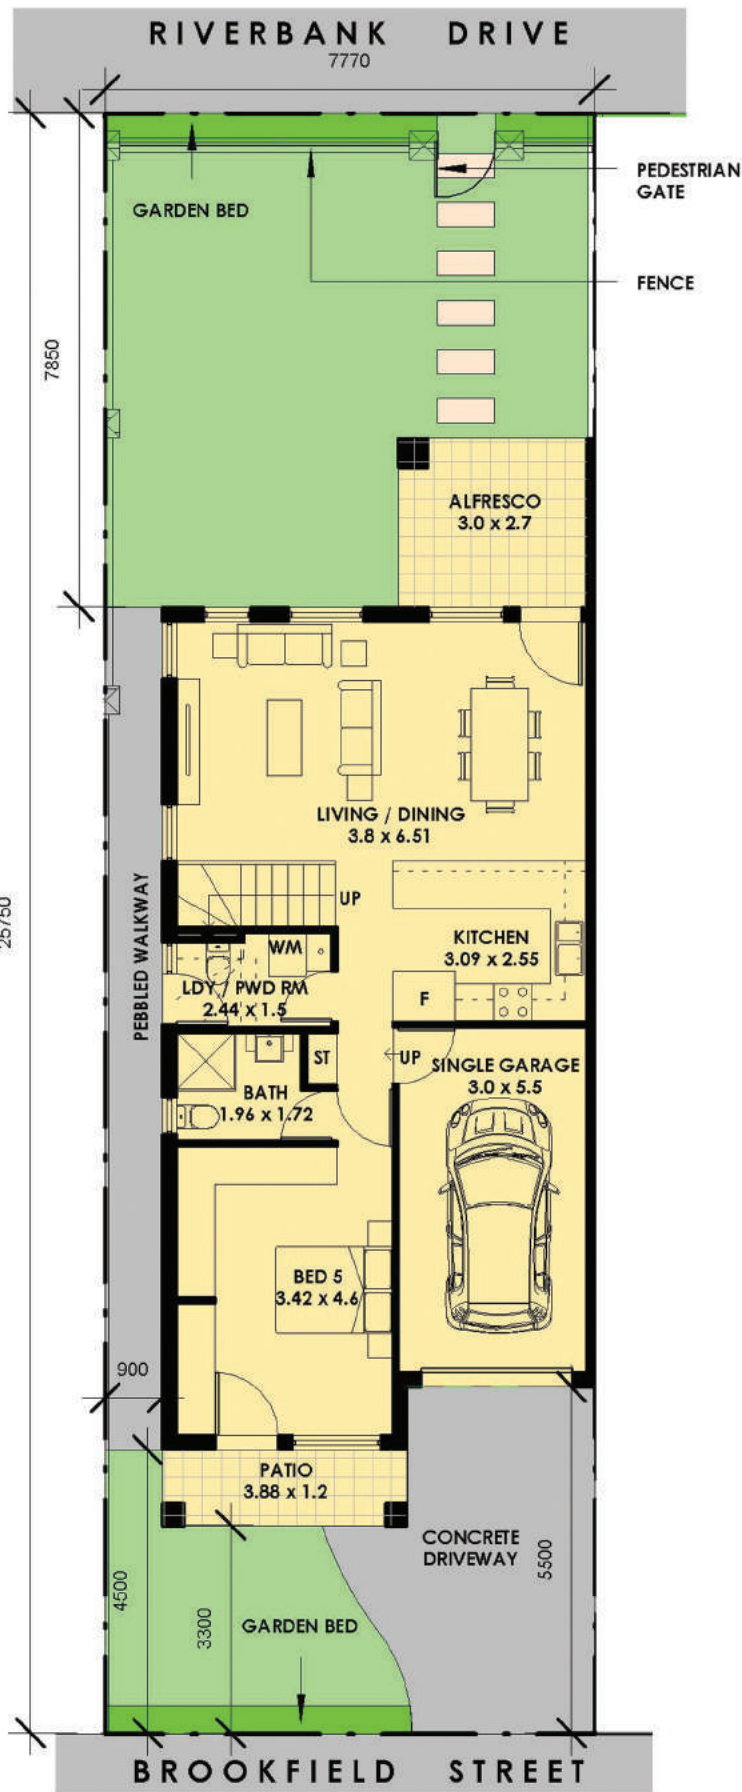 RIVERBANK DRIVE
7770
PEDESTRIAN
GATE
GARDEN BED
FENCE
7850
ALFRESCO
3.0 x 2.7
LIVING / DINING
3.8 x 6.51
25750
PEBBLED WALKWAY
UP
WM
KITCHEN
3.09 x 2.55
LDY / PWD RM
2.44 x 1.5
F
ST
UP
SINGLE GARAGE
3.0 x 5.5
BATH
1.96 x 1.72
BED 5
3.42 x 4.6
900
PATIO
3.88 x 1.2
CONCRETE
DRIVEWAY
5500
4500
3300
GARDEN BED
BROOKFIELD STREET